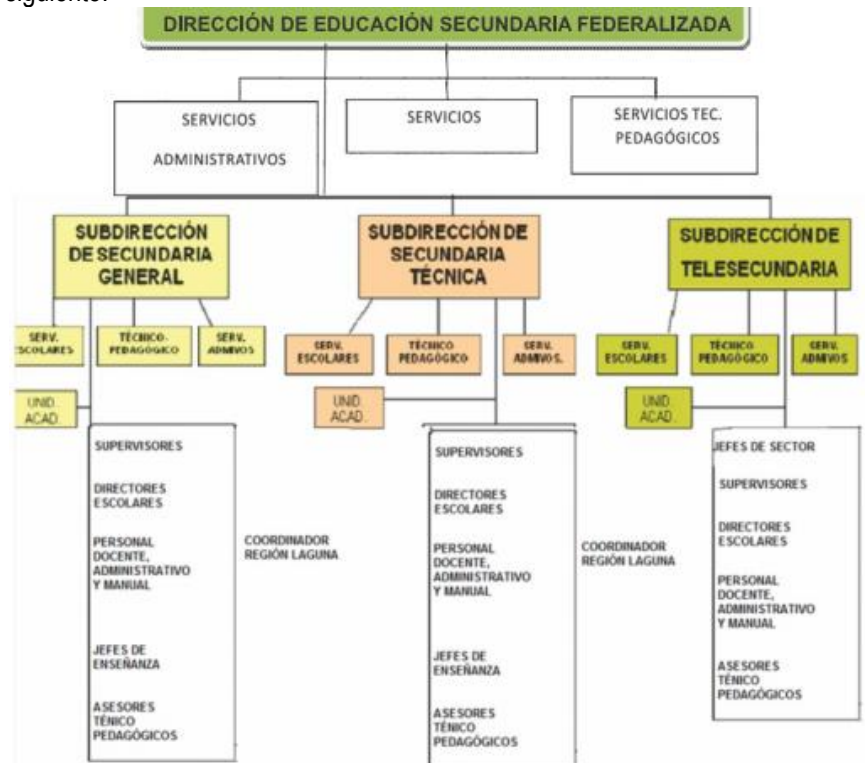 siguiente:
DIRECCIÓN DE EDUCACIÓN SECUNDARIA FEDERALIZADA
SERVICIOS
ADMINISTRATIVOS
SERVICIOS
SERVICIOS TEC.
PEDAGÓGICOS
SUBDIRECCIÓN
DE SECUNDARIA
GENERAL
SUBDIRECCIÓN DE
SECUNDARIA
TÉCNICA
SUBDIRECCIÓN DE
TELESECUNDARIA
SERV.
ESCOLARES
TÉCNICO-
PEDAGÓGICO
SERV.
ADMIVOS
SERV.
ESCOLARES
TÉCNICO
PEDAGÓGICO
SERV.
ADMIVOS.
SERV.
ESCOLARES
TÉCNICO
PEDAGÓGICO
SERV.
ADMIVOS
UNID.
ACAD.
UNID.
ACAD.
UNID.
ACAD.
SUPERVISORES
DIRECTORES
ESCOLARES
PERSONAL
DOCENTE,
ADMINISTRATIVO
Y MANUAL
JEFES DE
ENSEÑANZA
ASESORES
TÉNICO
PEDAGÓGICOS
COORDINADOR
REGIÓN LAGUNA
SUPERVISORES
DIRECTORES
ESCOLARES
PERSONAL
DOCENTE,
ADMINISTRATIVO
Y MANUAL
JEFES DE
ENSEÑANZA
ASESORES
TÉNICO
PEDAGÓGICOS
COORDINADOR
REGIÓN LAGUNA
JEFES DE SECTOR
SUPERVISORES
DIRECTORES
ESCOLARES
PERSONAL
DOCENTE,
ADMINISTRATIVO
Y MANUAL
ASESORES
TÉNICO
PEDAGÓGICOS